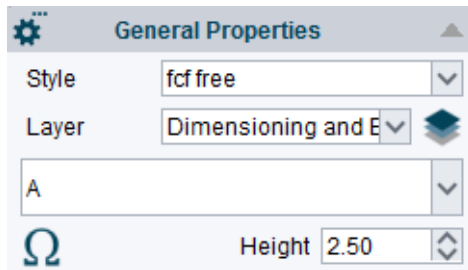 General Properties
Style fcf free
Layer Dimensioning and
A
Ω Height 2.50